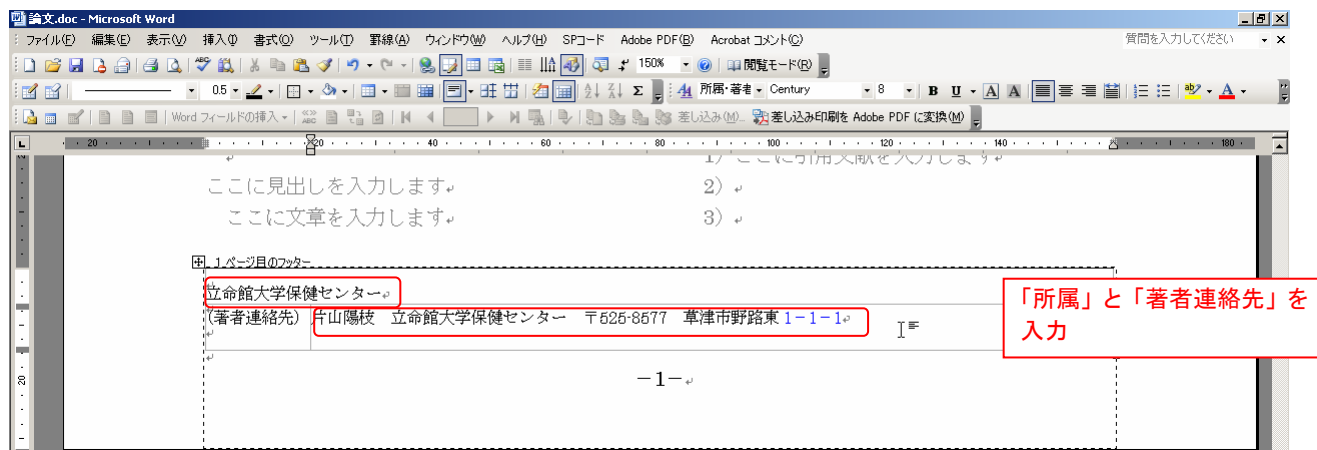 論文.doc - Microsoft Word
ファイル(F) 編集(E) 表示(V) 挿入(I) 書式(O) ツール(T) 罫線(A) ウィンドウ(W) ヘルプ(H) SPコード Adobe PDF(B) Acrobat コメント(C) 質問を入力してください
150% 閲覧モード(R)
0.5 所属・著者 Century 8 B U A A
Word フィールドの挿入 差し込み(M)... 差し込み印刷を Adobe PDF に変換(M)
20 20 40 60 80 100 120 140 180
1) ここに引用文献を入力します
ここに見出しを入力します
2)
ここに文章を入力します
3)
1 ページ目のフッター
立命館大学保健センター
(著者連絡先) 片山陽枝 立命館大学保健センター 〒525-8577 草津市野路東 1-1-1
「所属」と「著者連絡先」を
入力
-1-
20